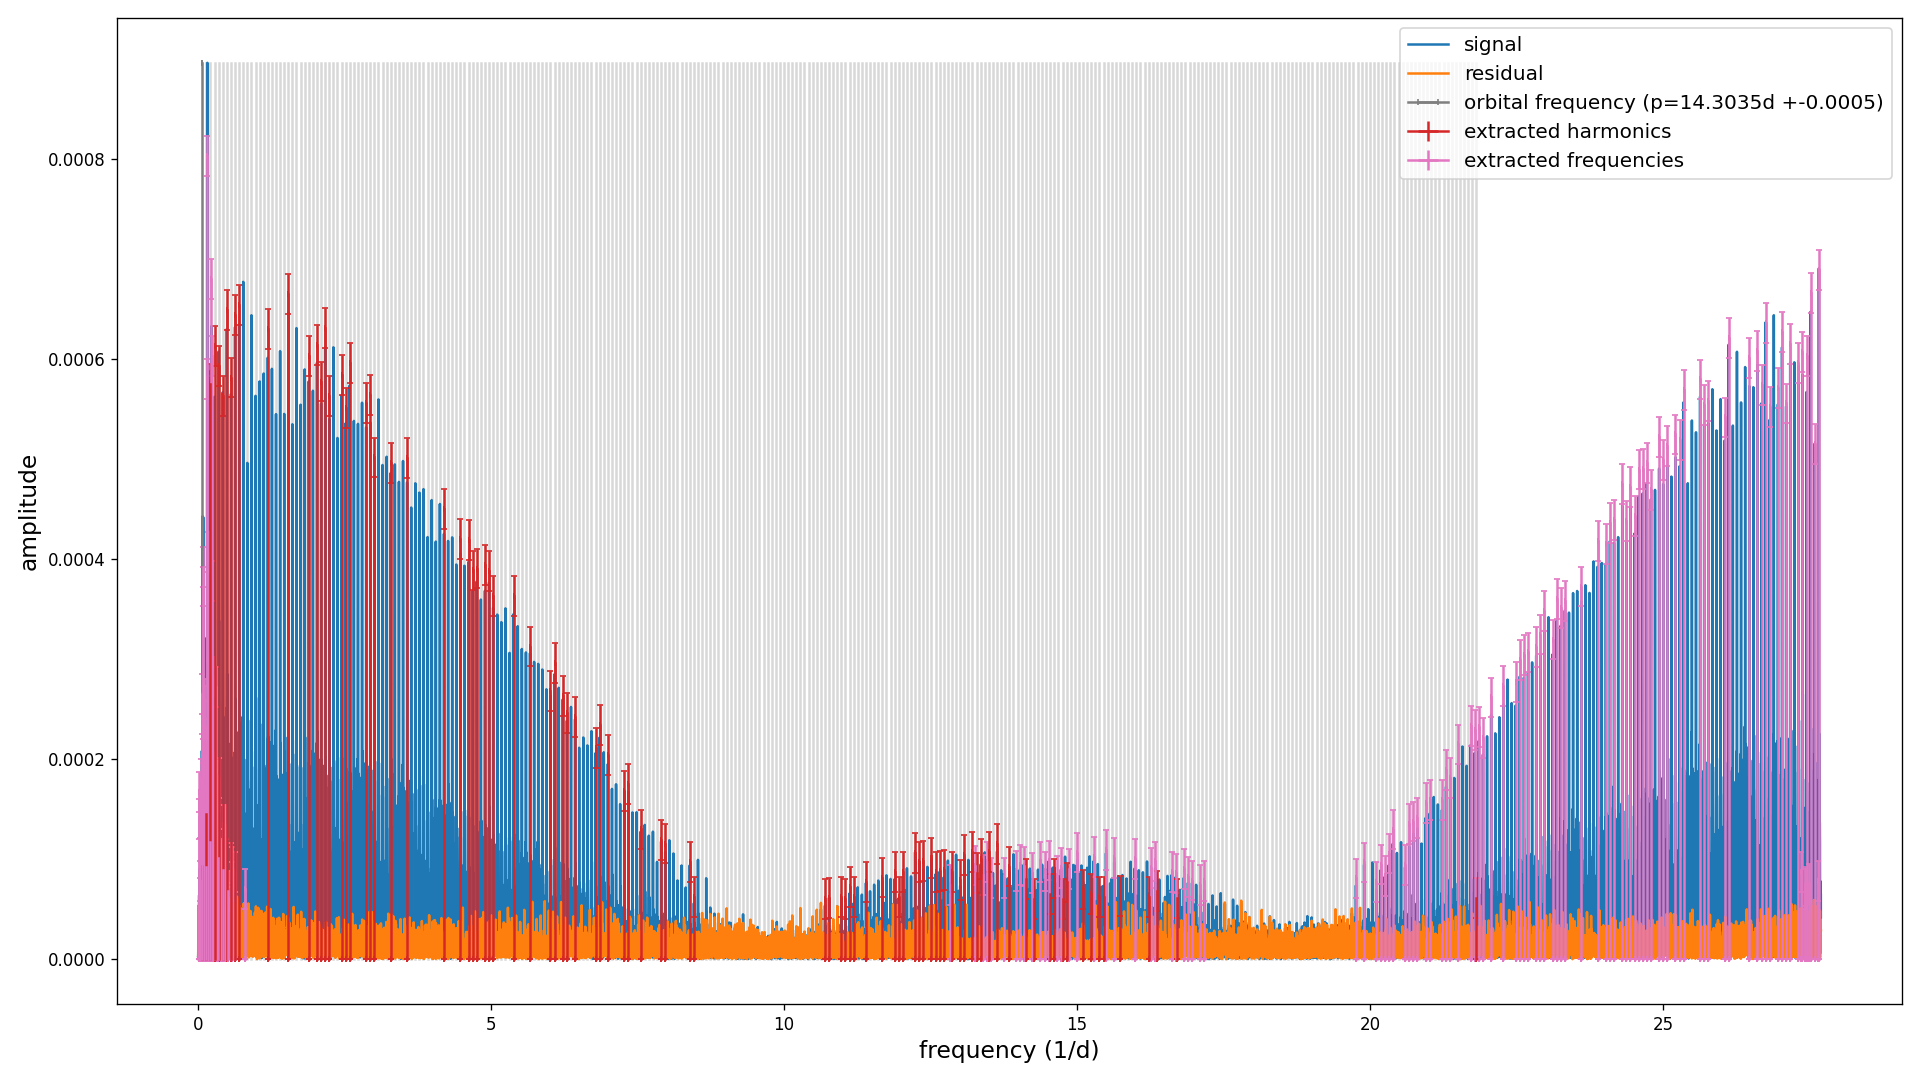 signal
residual
orbital frequency (p=14.3035d +-0.0005)
extracted harmonics
extracted frequencies
0.0008
0.0006
0.0004
0.0002
0.0000
amplitude
0 5 10 15 20 25
frequency (1/d)